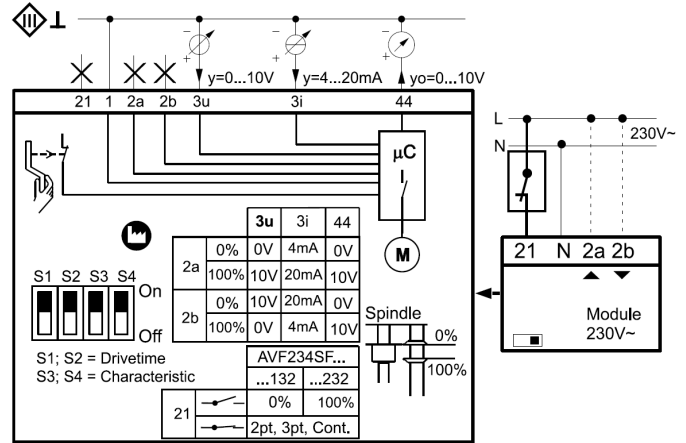 III ⊥
− − −
+ + +
y=0...10V y=4...20mA yo=0...10V
21 1 2a 2b 3u 3i 44
L
N
230V~
µC
M
3u 3i 44
2a 0% 0V 4mA 0V
100% 10V 20mA 10V
2b 0% 10V 20mA 0V
100% 0V 4mA 10V
S1 S2 S3 S4
On
Off
S1; S2 = Drivetime
S3; S4 = Characteristic
Spindle
0%
100%
AVF234SF...
...132 ...232
21 0% 100%
2pt, 3pt, Cont.
21 N 2a 2b
Module
230V~